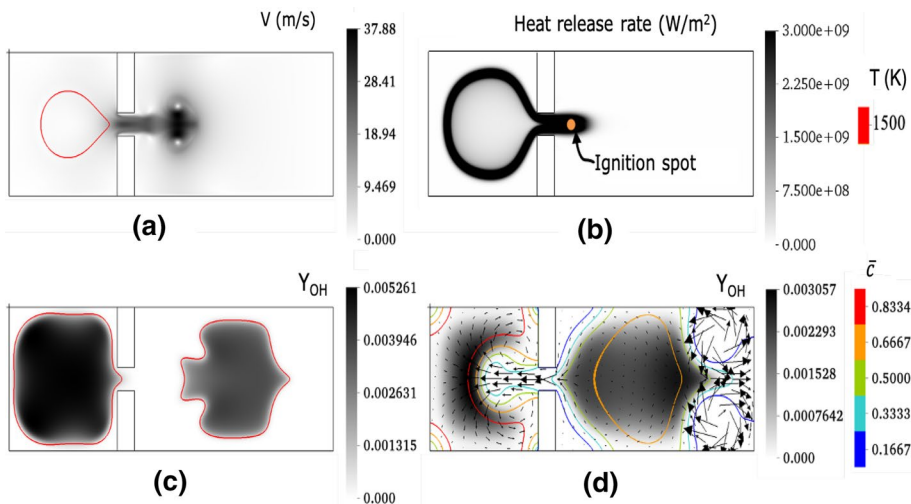 V (m/s)
37.88
28.41
18.94
9.469
0.000
(a)
Heat release rate (W/m²)
3.000e+09
2.250e+09
1.500e+09
7.500e+08
0.000
Ignition spot
T (K)
1500
(b)
Y_OH
0.005261
0.003946
0.002631
0.001315
0.000
(c)
Y_OH
0.003057
0.002293
0.001528
0.0007642
0.000
c̄
0.8334
0.6667
0.5000
0.3333
0.1667
(d)